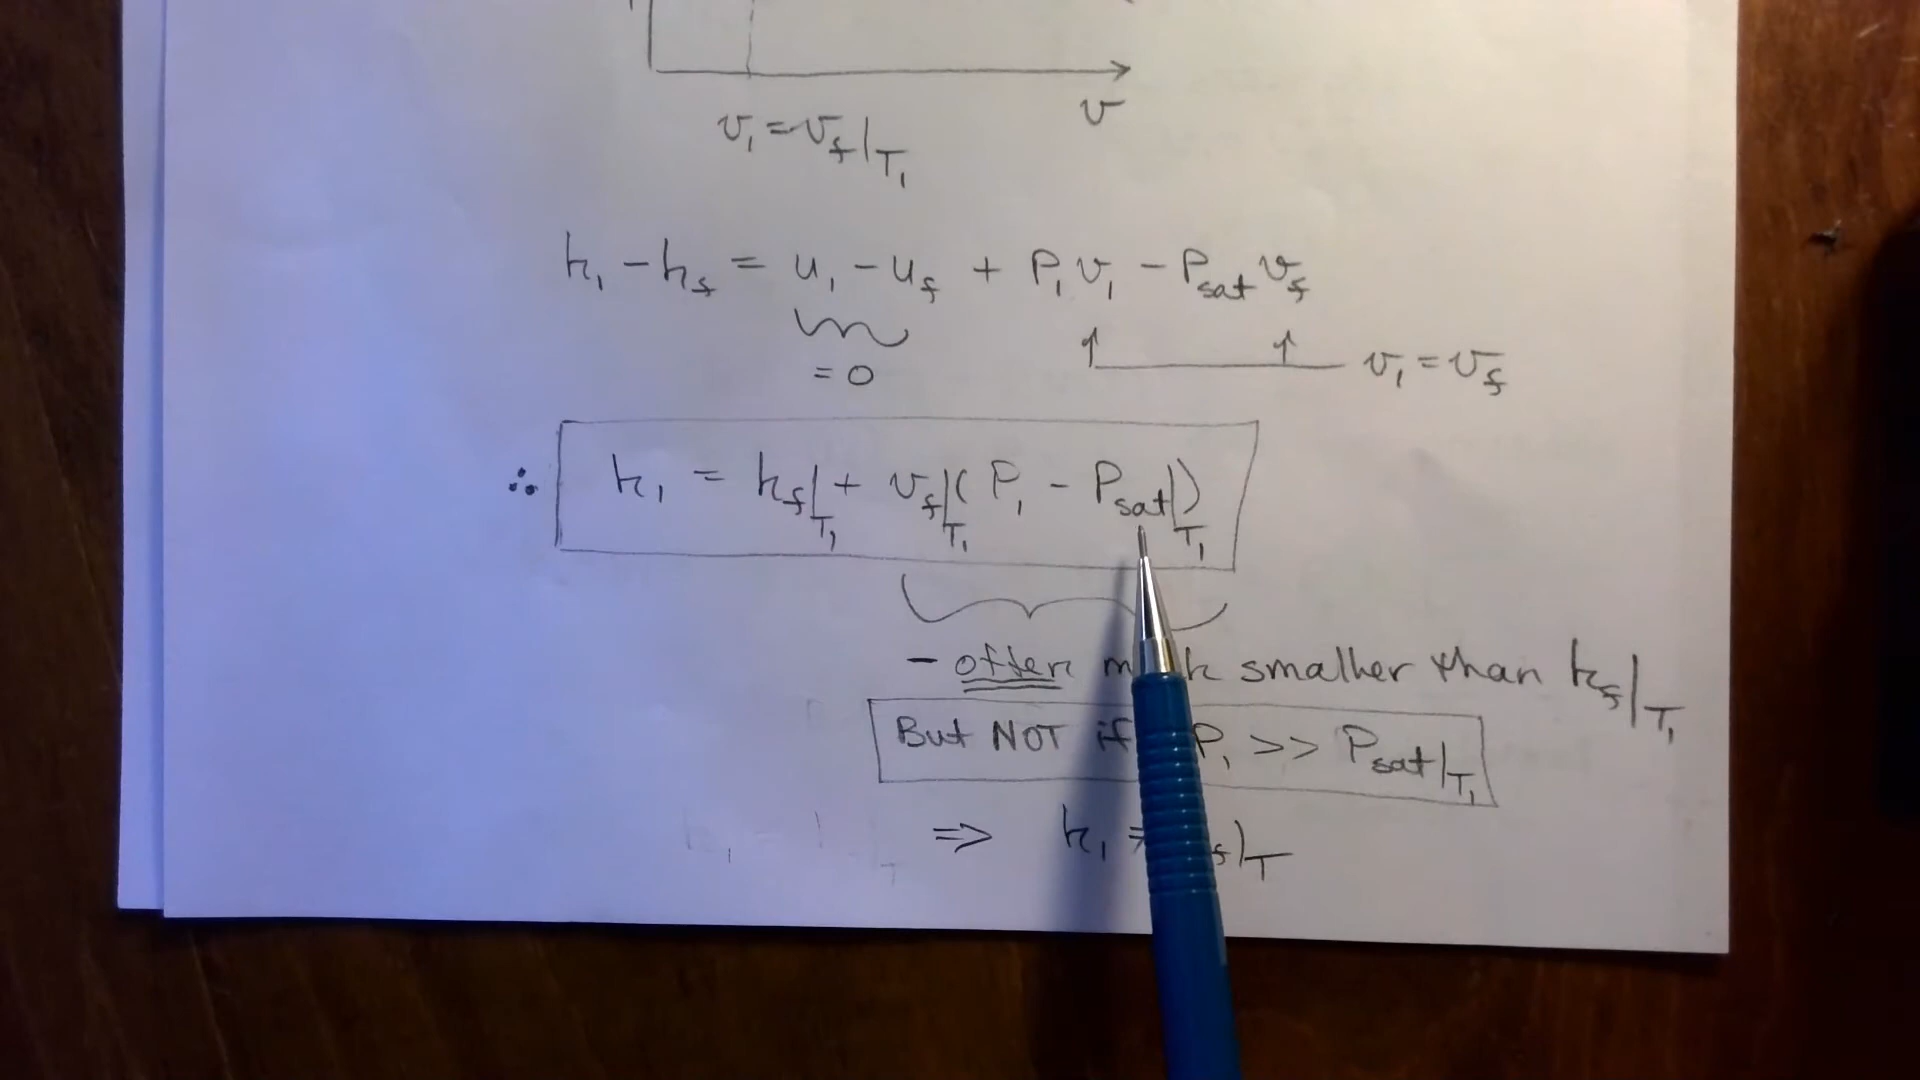 v
v₁ = v_f|T₁
h₁ - h_f = u₁ - u_f + P₁v₁ - P_sat v_f
= 0
v₁ = v_f
∴ h₁ = h_f|T₁ + v_f|T₁ (P₁ - P_sat|T₁)
- often smaller than h_f|T₁
But NOT if P₁ >> P_sat|T₁
=> h₁ f|T